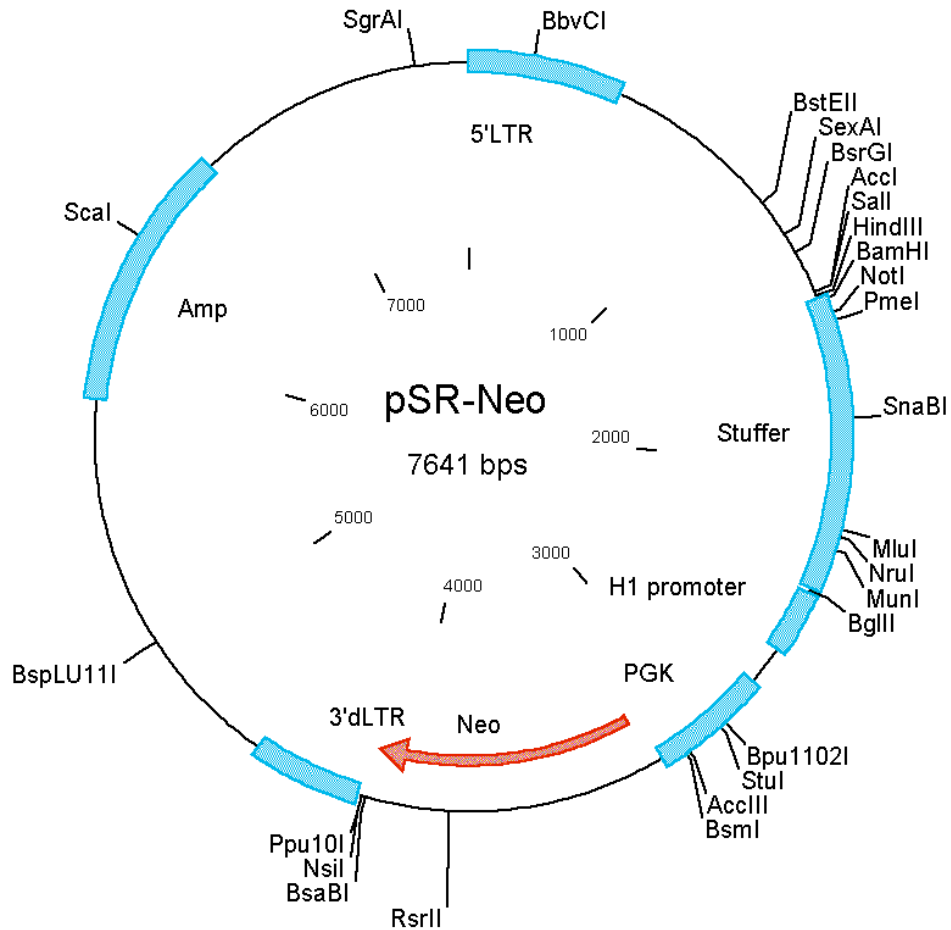 SgrAI
BbvCI
BstEII
SexAI
BsrGI
AccI
SalI
HindIII
BamHI
NotI
PmeI
5'LTR
ScaI
Amp
7000
1000
6000
pSR-Neo
2000
Stuffer
SnaBI
7641 bps
5000
3000
4000
H1 promoter
MluI
NruI
MunI
BglII
BspLU11I
PGK
3'dLTR
Neo
Bpu1102I
StuI
AccIII
BsmI
Ppu10I
NsiI
BsaBI
RsrII